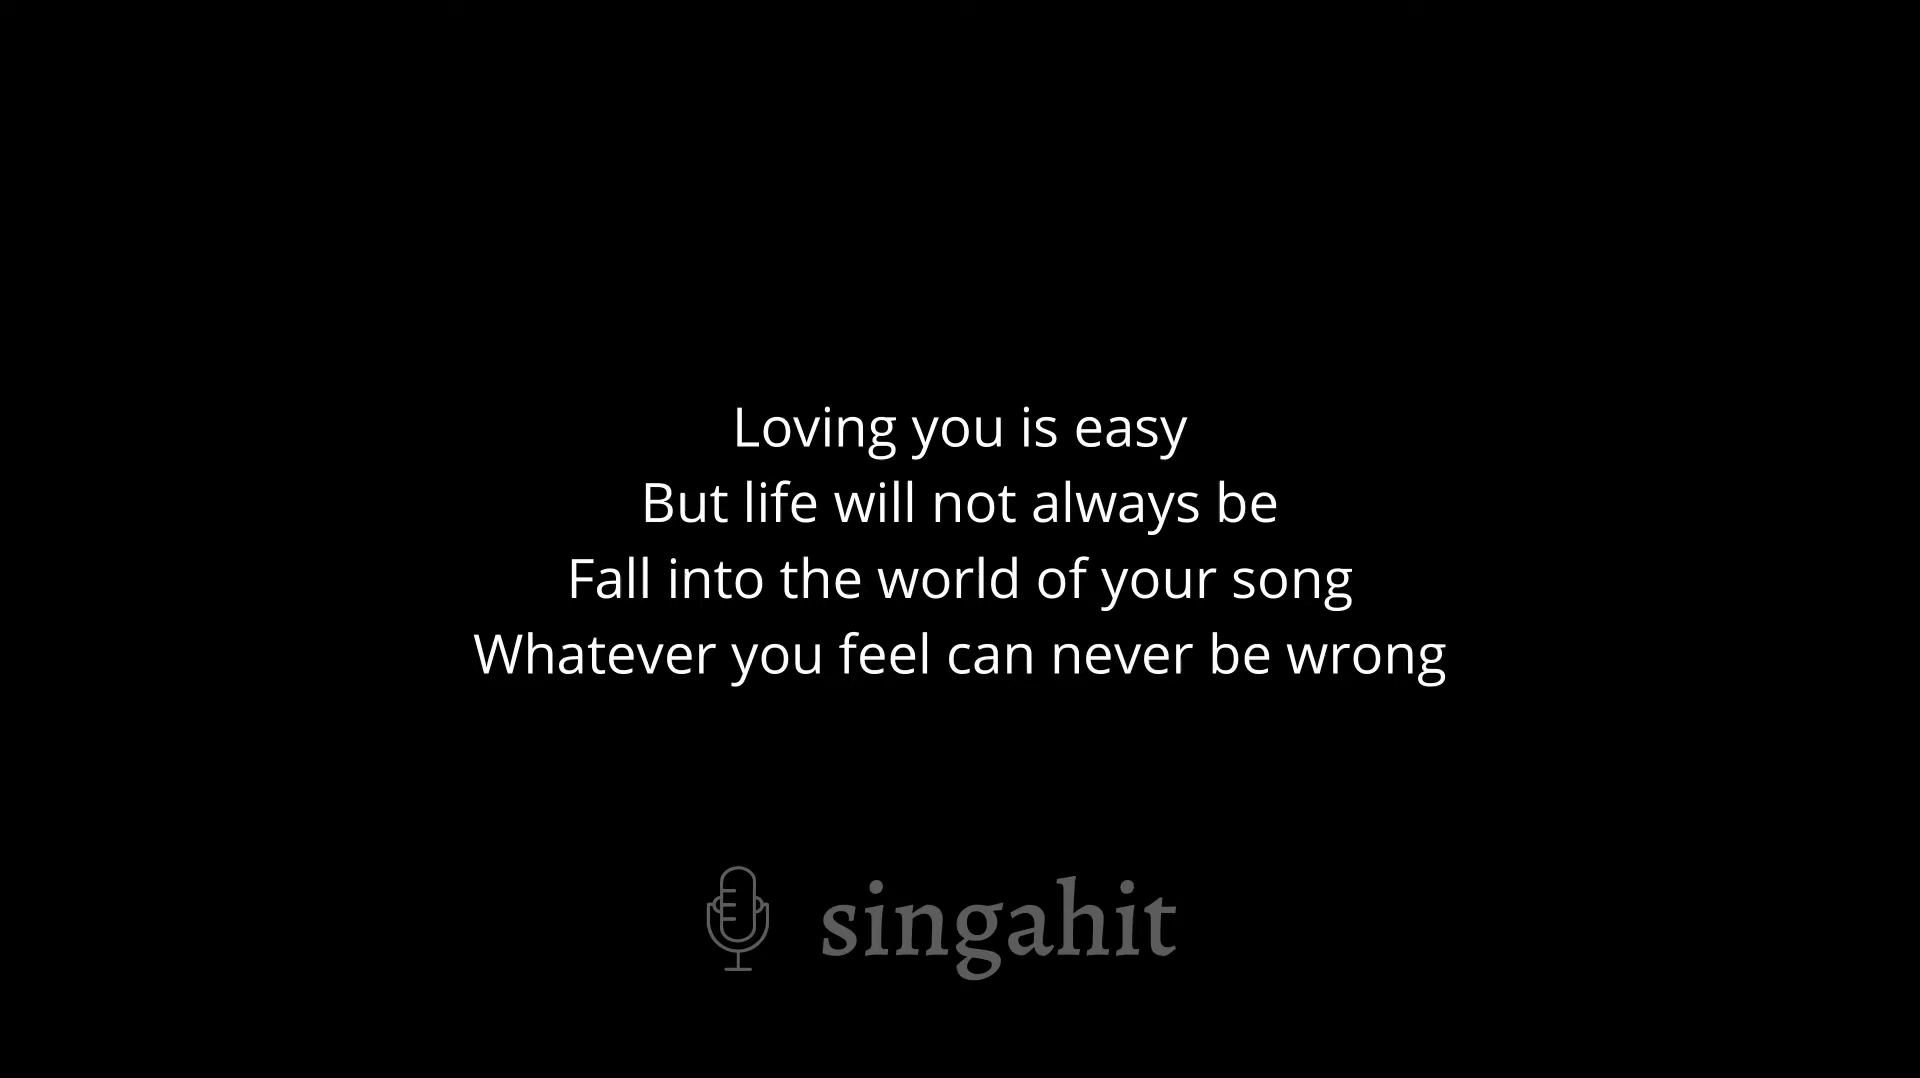 Loving you is easy
But life will not always be
Fall into the world of your song
Whatever you feel can never be wrong
singahit